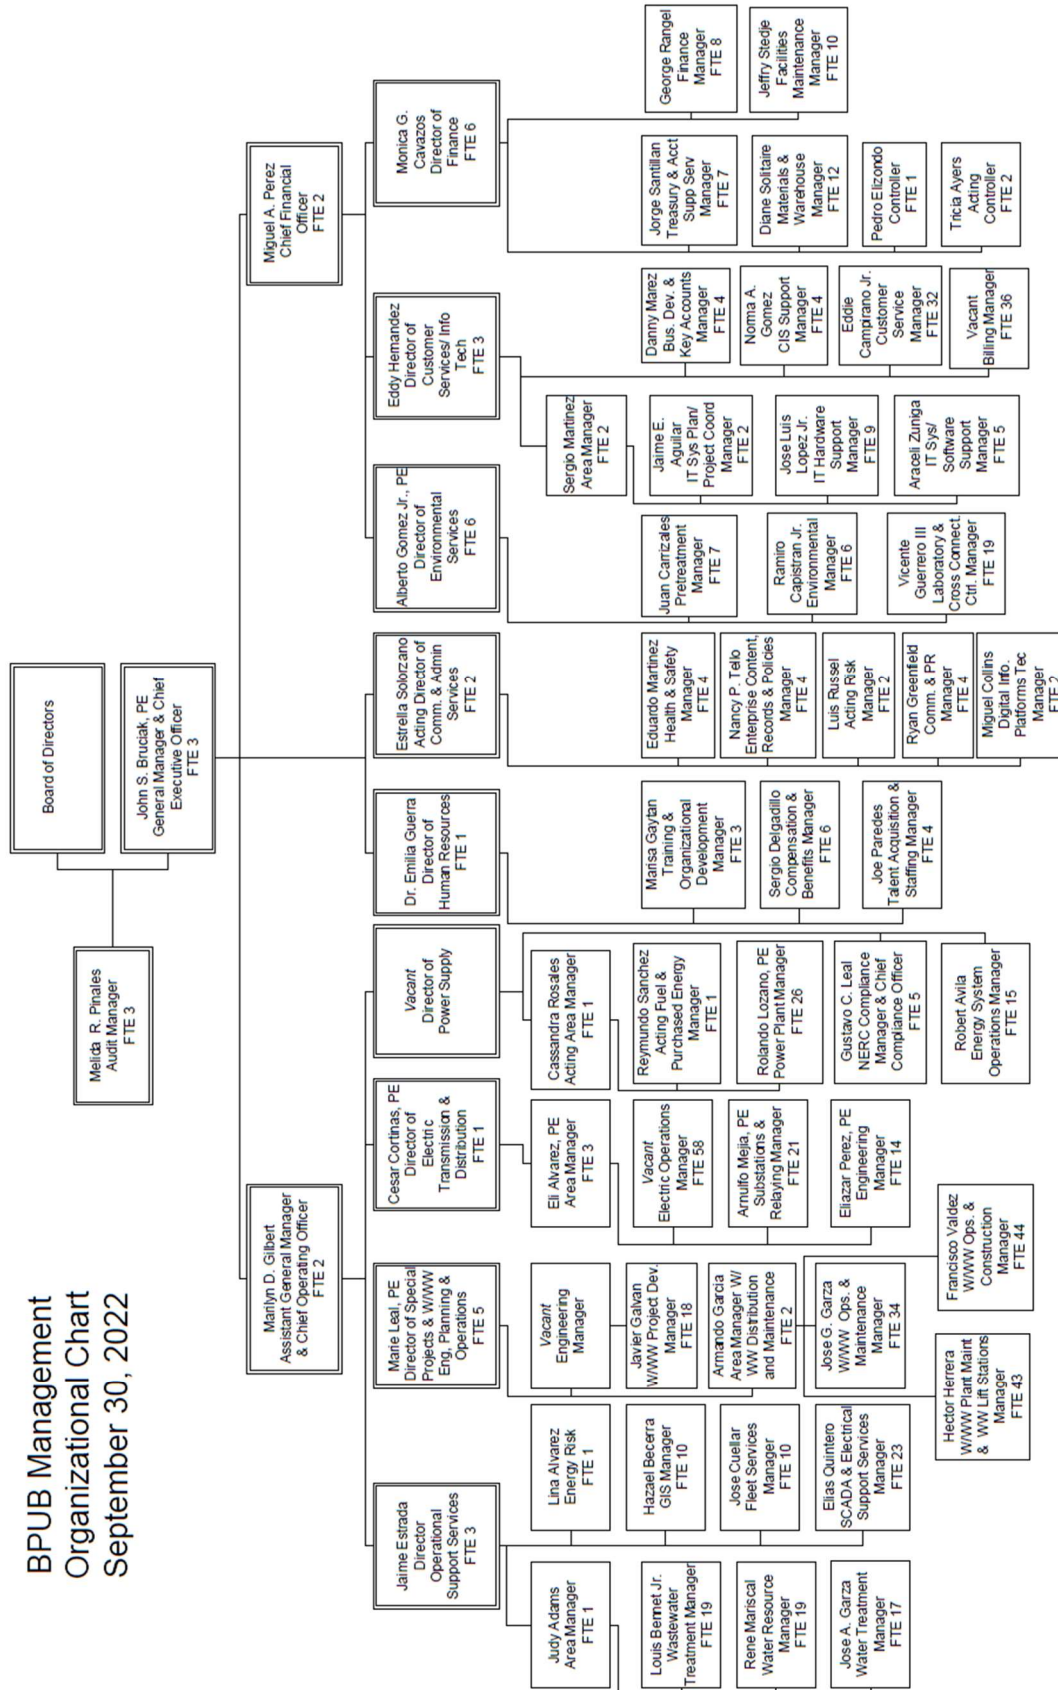 BPUB Management
Organizational Chart
September 30, 2022
Board of Directors
Melida R. Pinales
Audit Manager
FTE 3
John S. Bruciak, PE
General Manager & Chief
Executive Officer
FTE 3
Marilyn D. Gilbert
Assistant General Manager
& Chief Operating Officer
FTE 2
Miguel A. Perez
Chief Financial
Officer
FTE 2
Jaime Estrada
Director
Operational
Support Services
FTE 3
Marie Leal, PE
Director of Special
Projects & W/WW
Eng, Planning &
Operations
FTE 5
Cesar Cortinas, PE
Director of
Electric
Transmission &
Distribution
FTE 1
Vacant
Director of
Power Supply
Dr. Emilia Guerra
Director of
Human Resources
FTE 1
Estrella Solorzano
Acting Director of
Comm. & Admin
Services
FTE 2
Alberto Gomez Jr., PE
Director of
Environmental
Services
FTE 6
Eddy Hernandez
Director of
Customer
Services/ Info
Tech
FTE 3
Monica G.
Cavazos
Director of
Finance
FTE 6
Judy Adams
Area Manager
FTE 1
Louis Bennet Jr.
Wastewater
Treatment Manager
FTE 19
Rene Mariscal
Water Resource
Manager
FTE 19
Jose A. Garza
Water Treatment
Manager
FTE 17
Lina Alvarez
Energy Risk
FTE 1
Hazael Becerra
GIS Manager
FTE 10
Jose Cuellar
Fleet Services
Manager
FTE 10
Elias Quintero
SCADA & Electrical
Support Services
Manager
FTE 23
Vacant
Engineering
Manager
Javier Galvan
W/WW Project Dev.
Manager
FTE 18
Armando Garcia
Area Manager W/
WW Distribution
and Maintenance
FTE 2
Jose G. Garza
W/WW Ops. &
Maintenance
Manager
FTE 34
Hector Herrera
W/WW Plant Maint
& WW Lift Stations
Manager
FTE 43
Francisco Valdez
W/WW Ops. &
Construction
Manager
FTE 44
Eli Alvarez, PE
Area Manager
FTE 3
Vacant
Electric Operations
Manager
FTE 58
Arnulfo Mejia, PE
Substations &
Relaying Manager
FTE 21
Eliazar Perez, PE
Engineering
Manager
FTE 14
Cassandra Rosales
Acting Area Manager
FTE 1
Reymundo Sanchez
Acting Fuel &
Purchased Energy
Manager
FTE 1
Rolando Lozano, PE
Power Plant Manager
FTE 26
Gustavo C. Leal
NERC Compliance
Manager & Chief
Compliance Officer
FTE 5
Robert Avila
Energy System
Operations Manager
FTE 15
Marisa Gaytan
Training &
Organizational
Development
Manager
FTE 3
Sergio Delgadillo
Compensation &
Benefits Manager
FTE 6
Joe Paredes
Talent Acquisition &
Staffing Manager
FTE 4
Eduardo Martinez
Health & Safety
Manager
FTE 4
Nancy P. Tello
Enterprise Content,
Records & Policies
Manager
FTE 4
Luis Russel
Acting Risk
Manager
FTE 2
Ryan Greenfield
Comm. & PR
Manager
FTE 4
Miguel Collins
Digital Info.
Platforms Tec
Manager
FTE 2
Juan Carrizales
Pretreatment
Manager
FTE 7
Ramiro
Capistran Jr.
Environmental
Manager
FTE 6
Vicente
Guerrero III
Laboratory &
Cross Connect.
Ctrl. Manager
FTE 19
Sergio Martinez
Area Manager
FTE 2
Jaime E.
Aguilar
IT Sys Plan/
Project Coord
Manager
FTE 2
Jose Luis
Lopez Jr.
IT Hardware
Support
Manager
FTE 9
Araceli Zuniga
IT Sys/
Software
Support
Manager
FTE 5
Danny Marez
Bus. Dev. &
Key Accounts
Manager
FTE 4
Norma A.
Gomez
CIS Support
Manager
FTE 4
Eddie
Campirano Jr.
Customer
Service
Manager
FTE 32
Vacant
Billing Manager
FTE 36
Jorge Santillan
Treasury & Acct
Supp Serv
Manager
FTE 7
Diane Solitaire
Materials &
Warehouse
Manager
FTE 12
Pedro Elizondo
Controller
FTE 1
Tricia Ayers
Acting
Controller
FTE 2
George Rangel
Finance
Manager
FTE 8
Jeffry Stedje
Facilities
Maintenance
Manager
FTE 10